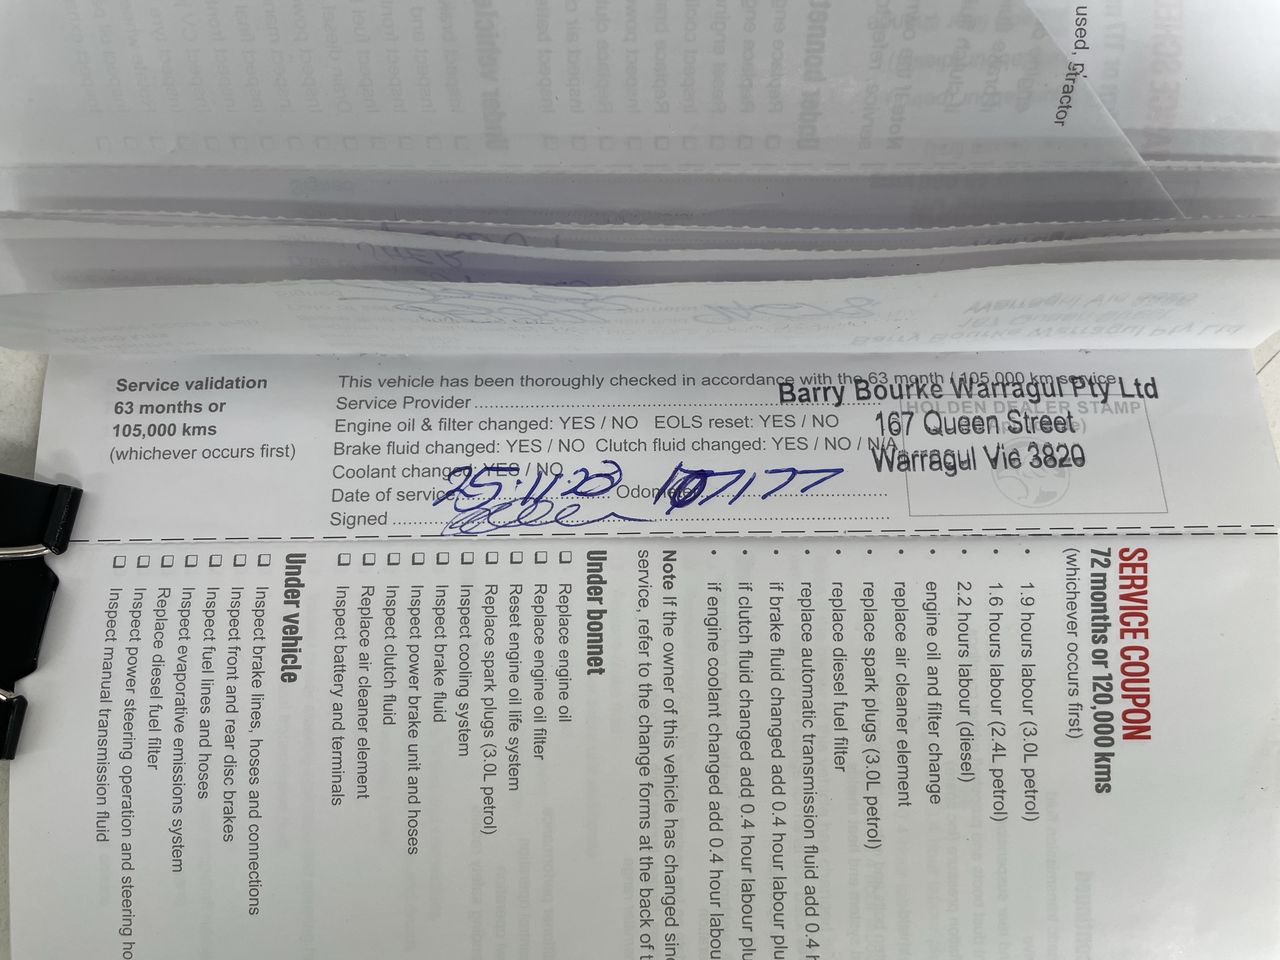 used,
tractor
Service validation
63 months or
105,000 kms
(whichever occurs first)
This vehicle has been thoroughly checked in accordance with the 63 month / 105,000 km service
Service Provider
Engine oil & filter changed: YES / NO EOLS reset: YES / NO
Brake fluid changed: YES / NO Clutch fluid changed: YES / NO / N/A
Coolant changed: YES / NO
Date of service 25.11.20 Odometer 107177
Signed
HOLDEN DEALER STAMP
Barry Bourke Warragul Pty Ltd
167 Queen Street
Warragul Vic 3820
SERVICE COUPON
72 months or 120,000 kms
(whichever occurs first)
• 1.9 hours labour (3.0L petrol)
• 1.6 hours labour (2.4L petrol)
• 2.2 hours labour (diesel)
• engine oil and filter change
• replace air cleaner element
• replace spark plugs (3.0L petrol)
• replace diesel fuel filter
• replace automatic transmission fluid add 0.4
• if brake fluid changed add 0.4 hour labour
• if clutch fluid changed add 0.4 hour labour
• if engine coolant changed add 0.4 hour
Note If the owner of this vehicle has changed
service, refer to the change forms at the back of
Under bonnet
❑ Replace engine oil
❑ Replace engine oil filter
❑ Reset engine oil life system
❑ Replace spark plugs (3.0L petrol)
❑ Inspect cooling system
❑ Inspect brake fluid
❑ Inspect power brake unit and hoses
❑ Inspect clutch fluid
❑ Replace air cleaner element
❑ Inspect battery and terminals
Under vehicle
❑ Inspect brake lines, hoses and connections
❑ Inspect front and rear disc brakes
❑ Inspect fuel lines and hoses
❑ Inspect evaporative emissions system
❑ Replace diesel fuel filter
❑ Inspect power steering operation and steering
❑ Inspect manual transmission fluid